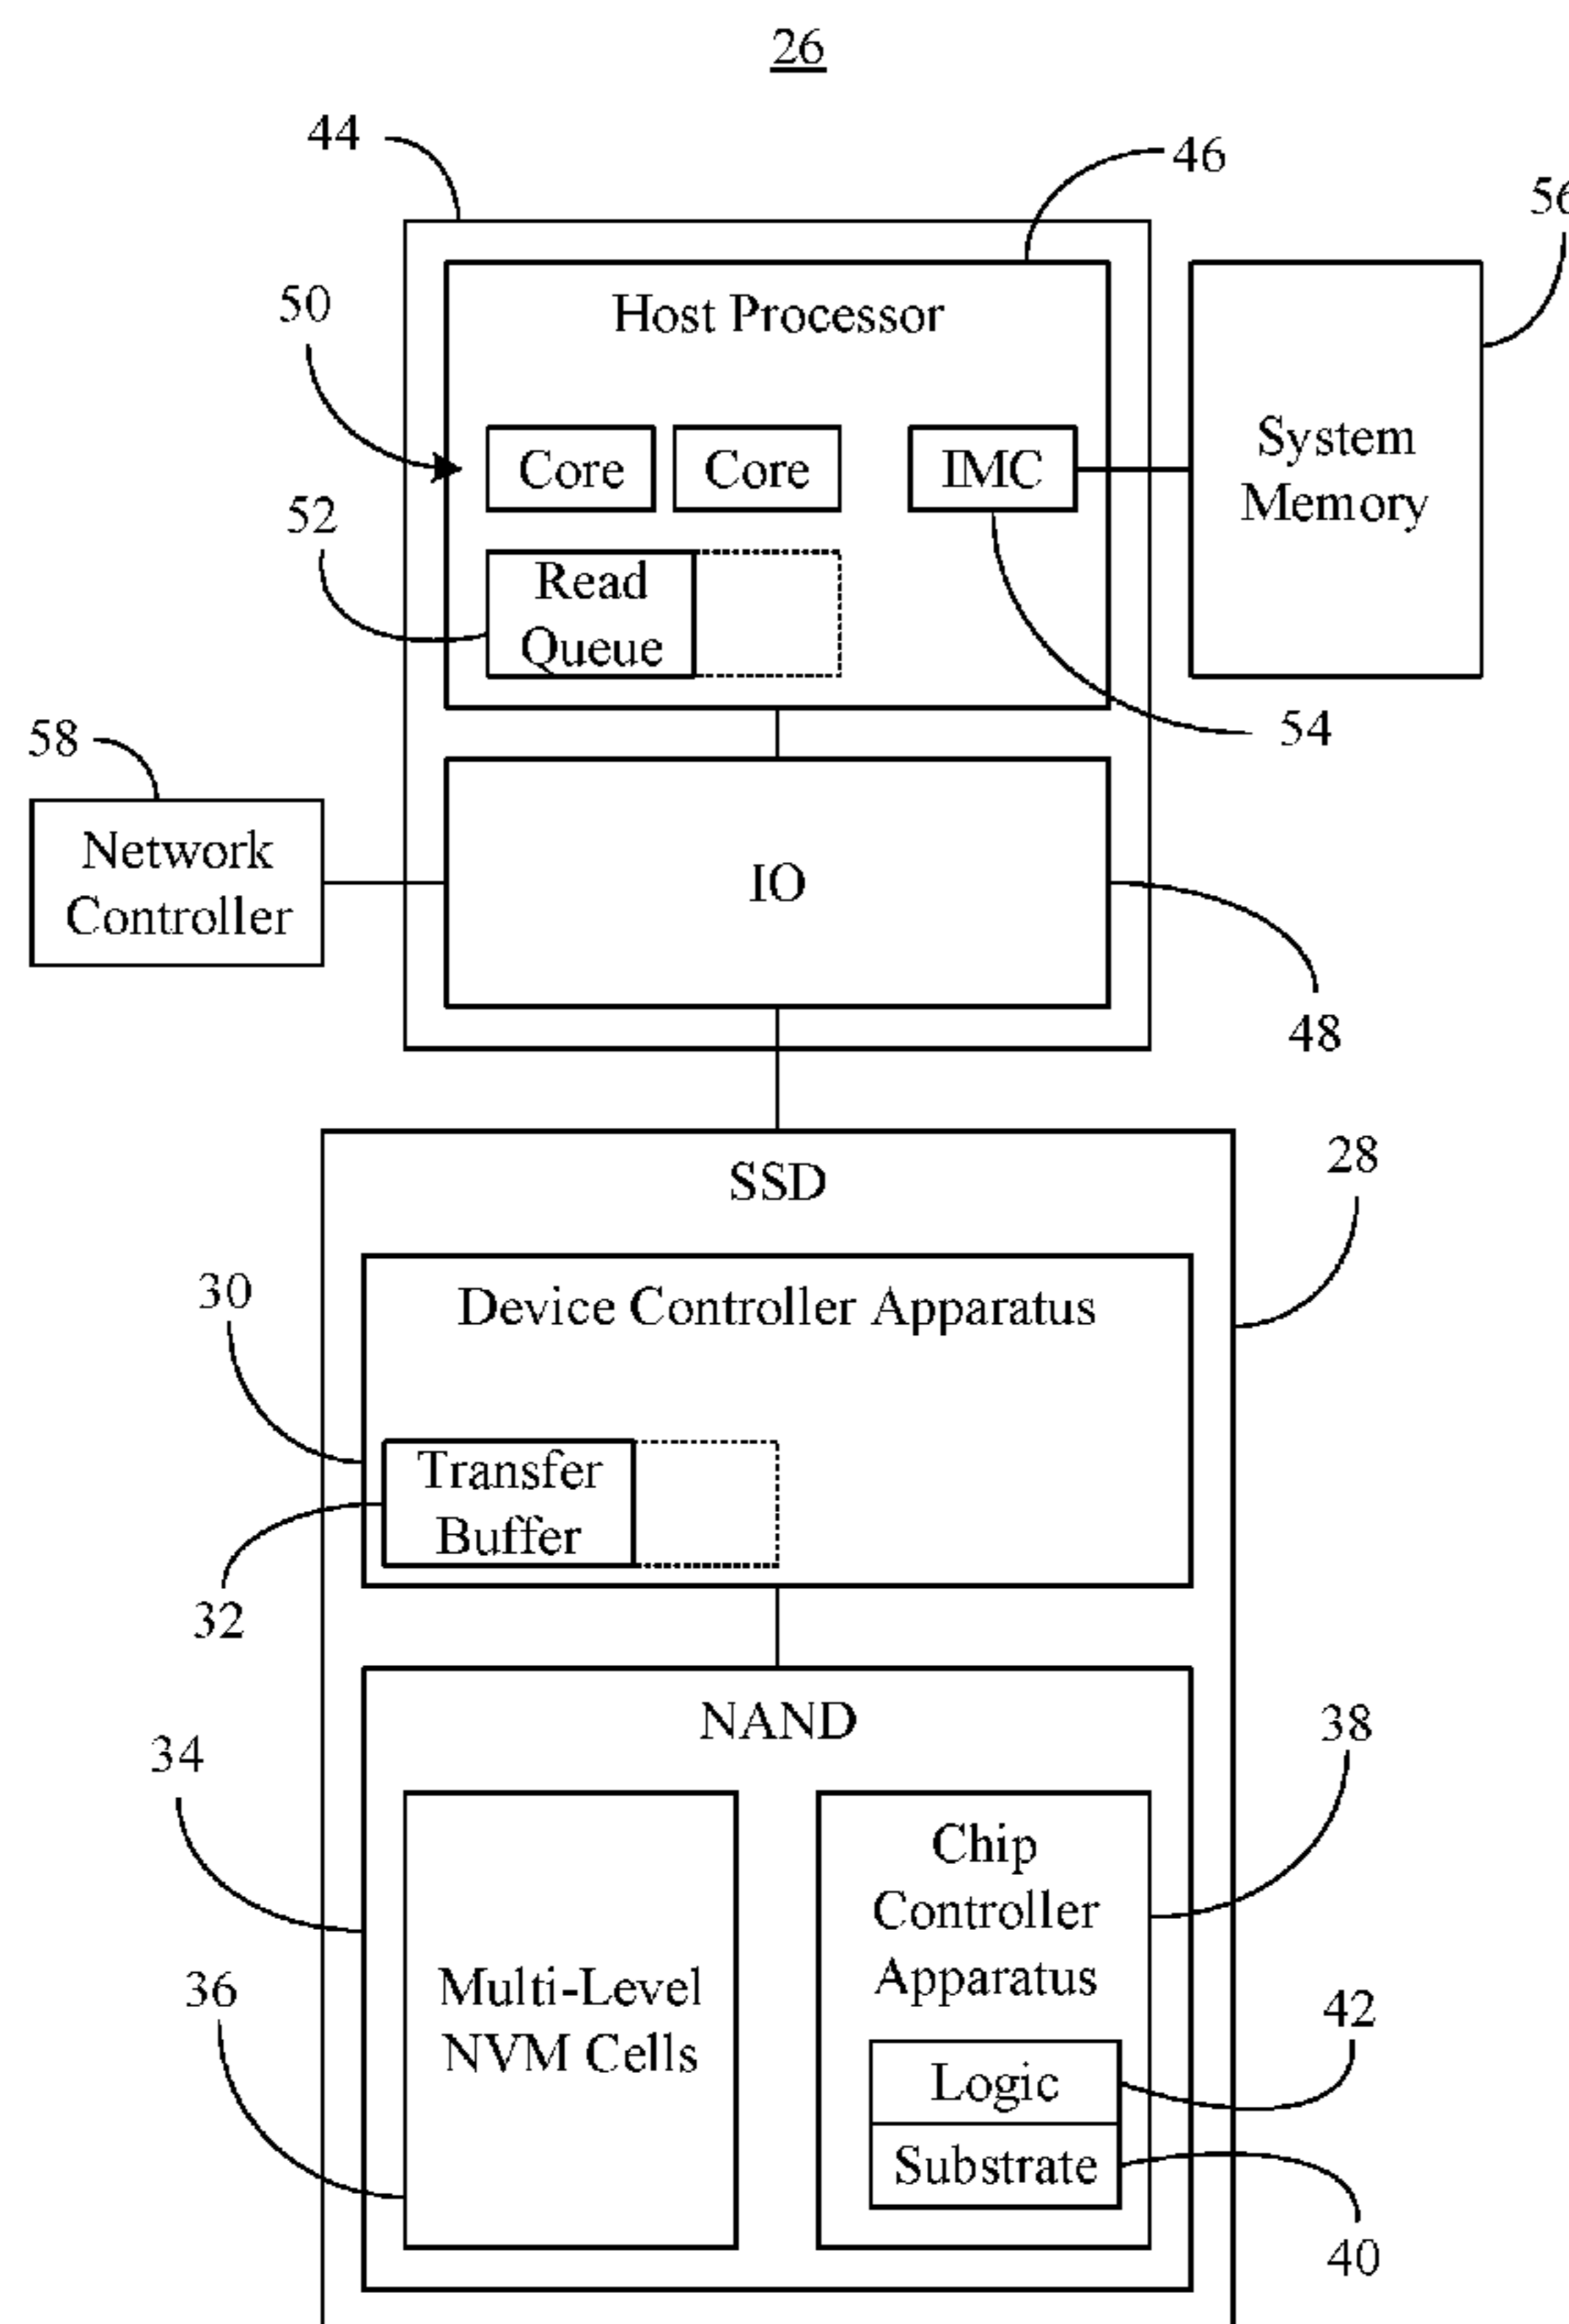 26
44
46
56
Host Processor
50
Core
Core
IMC
System
Memory
52
Read
Queue
54
58
Network
Controller
IO
48
SSD
28
30
Device Controller Apparatus
Transfer
Buffer
32
NAND
34
38
Chip
Controller
Apparatus
36
Multi-Level
NVM Cells
42
Logic
Substrate
40